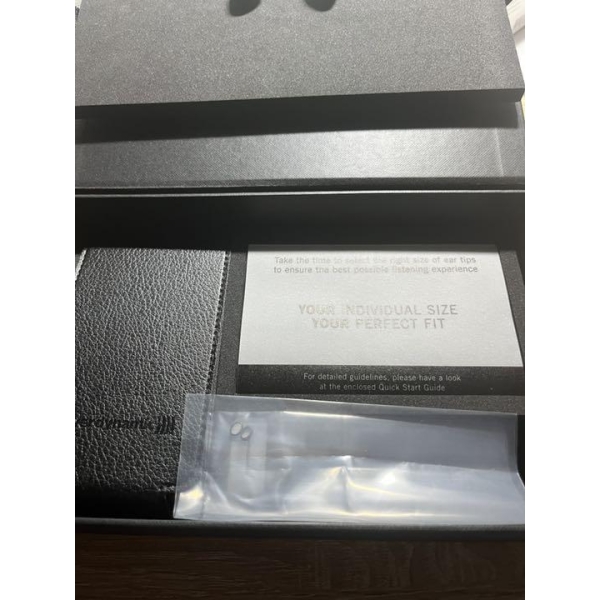 Take the time to select the right size of ear tips
to ensure the best possible listening experience
YOUR INDIVIDUAL SIZE
YOUR PERFECT FIT
For detailed guidelines, please have a look
at the enclosed Quick Start Guide